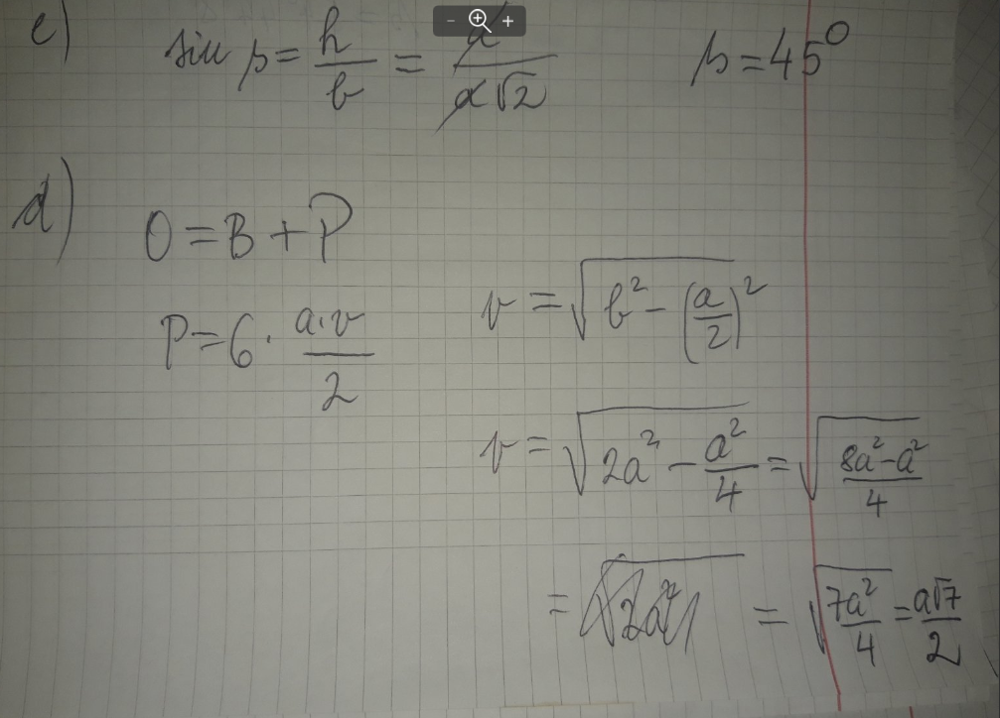 c) sin β = h/b = a/(a√2) β = 45°
d) O = B + P
v = √(b² − (a/2)²)
P = 6 · (a·v)/2
v = √(2a² − a²/4) = √((8a² − a²)/4)
= = √(7a²/4) = a√7/2